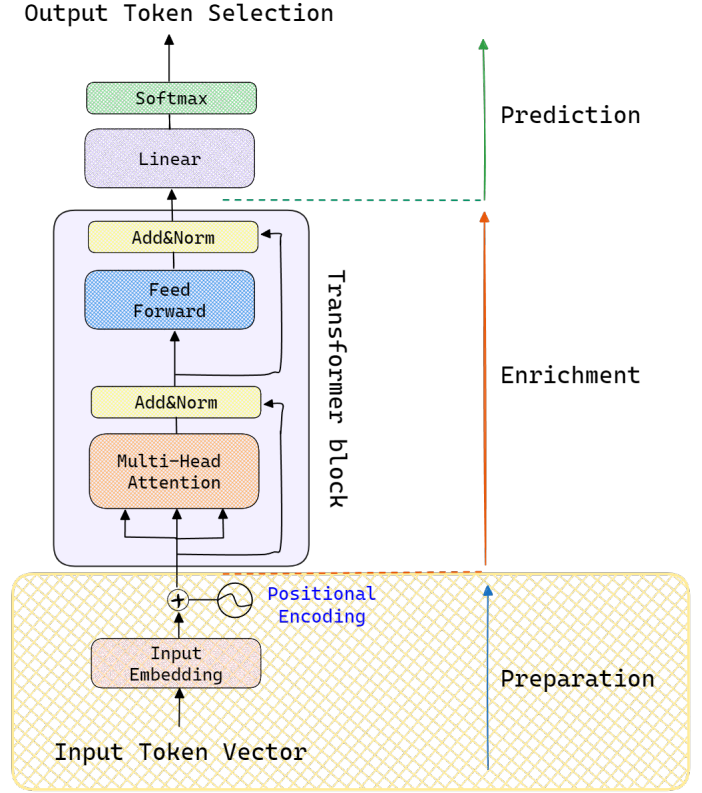 Output Token Selection
Softmax
Prediction
Linear
Add&Norm
Feed
Forward
Transformer block
Enrichment
Add&Norm
Multi-Head
Attention
Positional
Encoding
Input
Embedding
Preparation
Input Token Vector